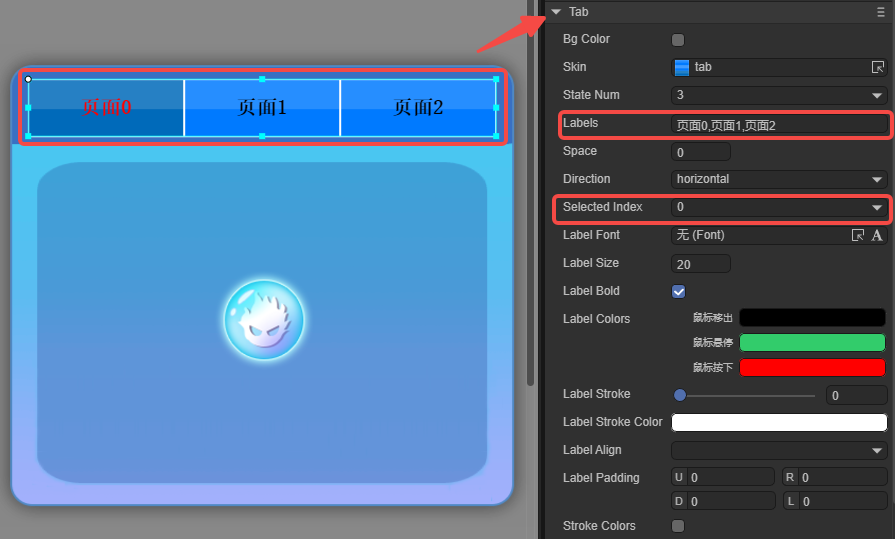 页面0 页面1 页面2
Tab
Bg Color
Skin tab
State Num 3
Labels 页面0,页面1,页面2
Space 0
Direction horizontal
Selected Index 0
Label Font 无 (Font) A
Label Size 20
Label Bold
Label Colors 鼠标移出
鼠标悬停
鼠标按下
Label Stroke 0
Label Stroke Color
Label Align
Label Padding U 0 R 0
D 0 L 0
Stroke Colors